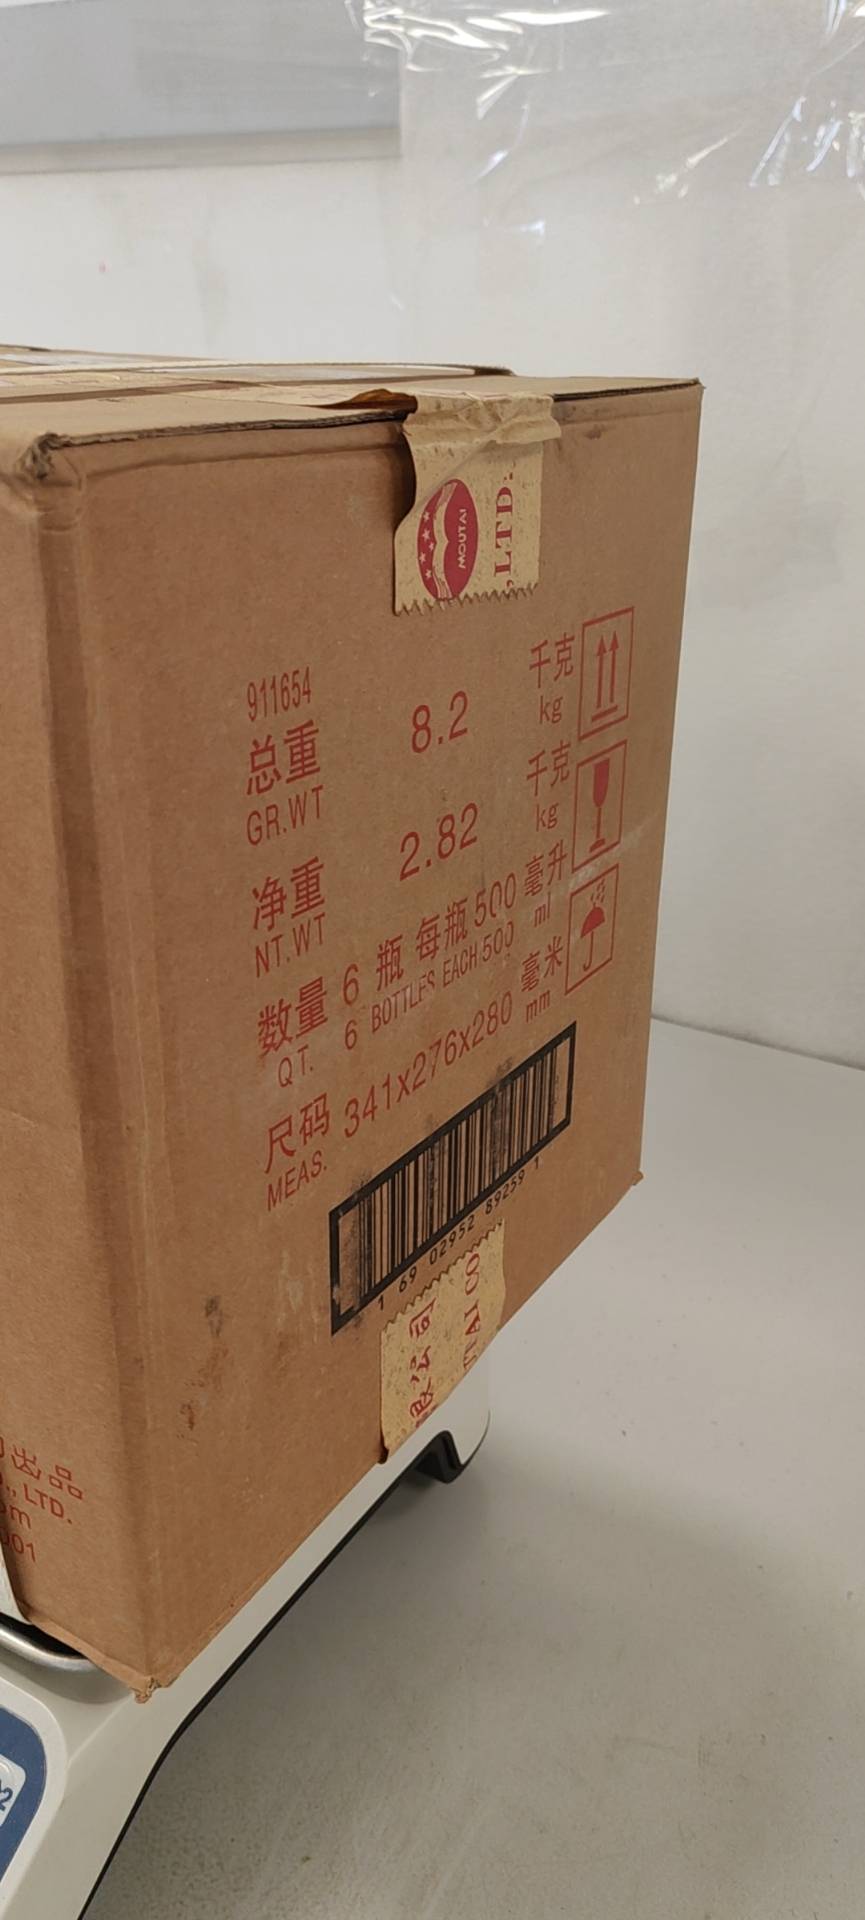 MOUTAI
, LTD.
911654
总重 8.2 千克
GR.WT kg
净重 2.82 千克
NT.WT kg
数量 6 瓶 每瓶 500 毫升
QT. 6 BOTTLES EACH 500 ml
尺码 341x276x280 毫米
MEAS. mm
1 69 02952 89259 1
限公司
TAI CO
出品
., LTD.
om
001